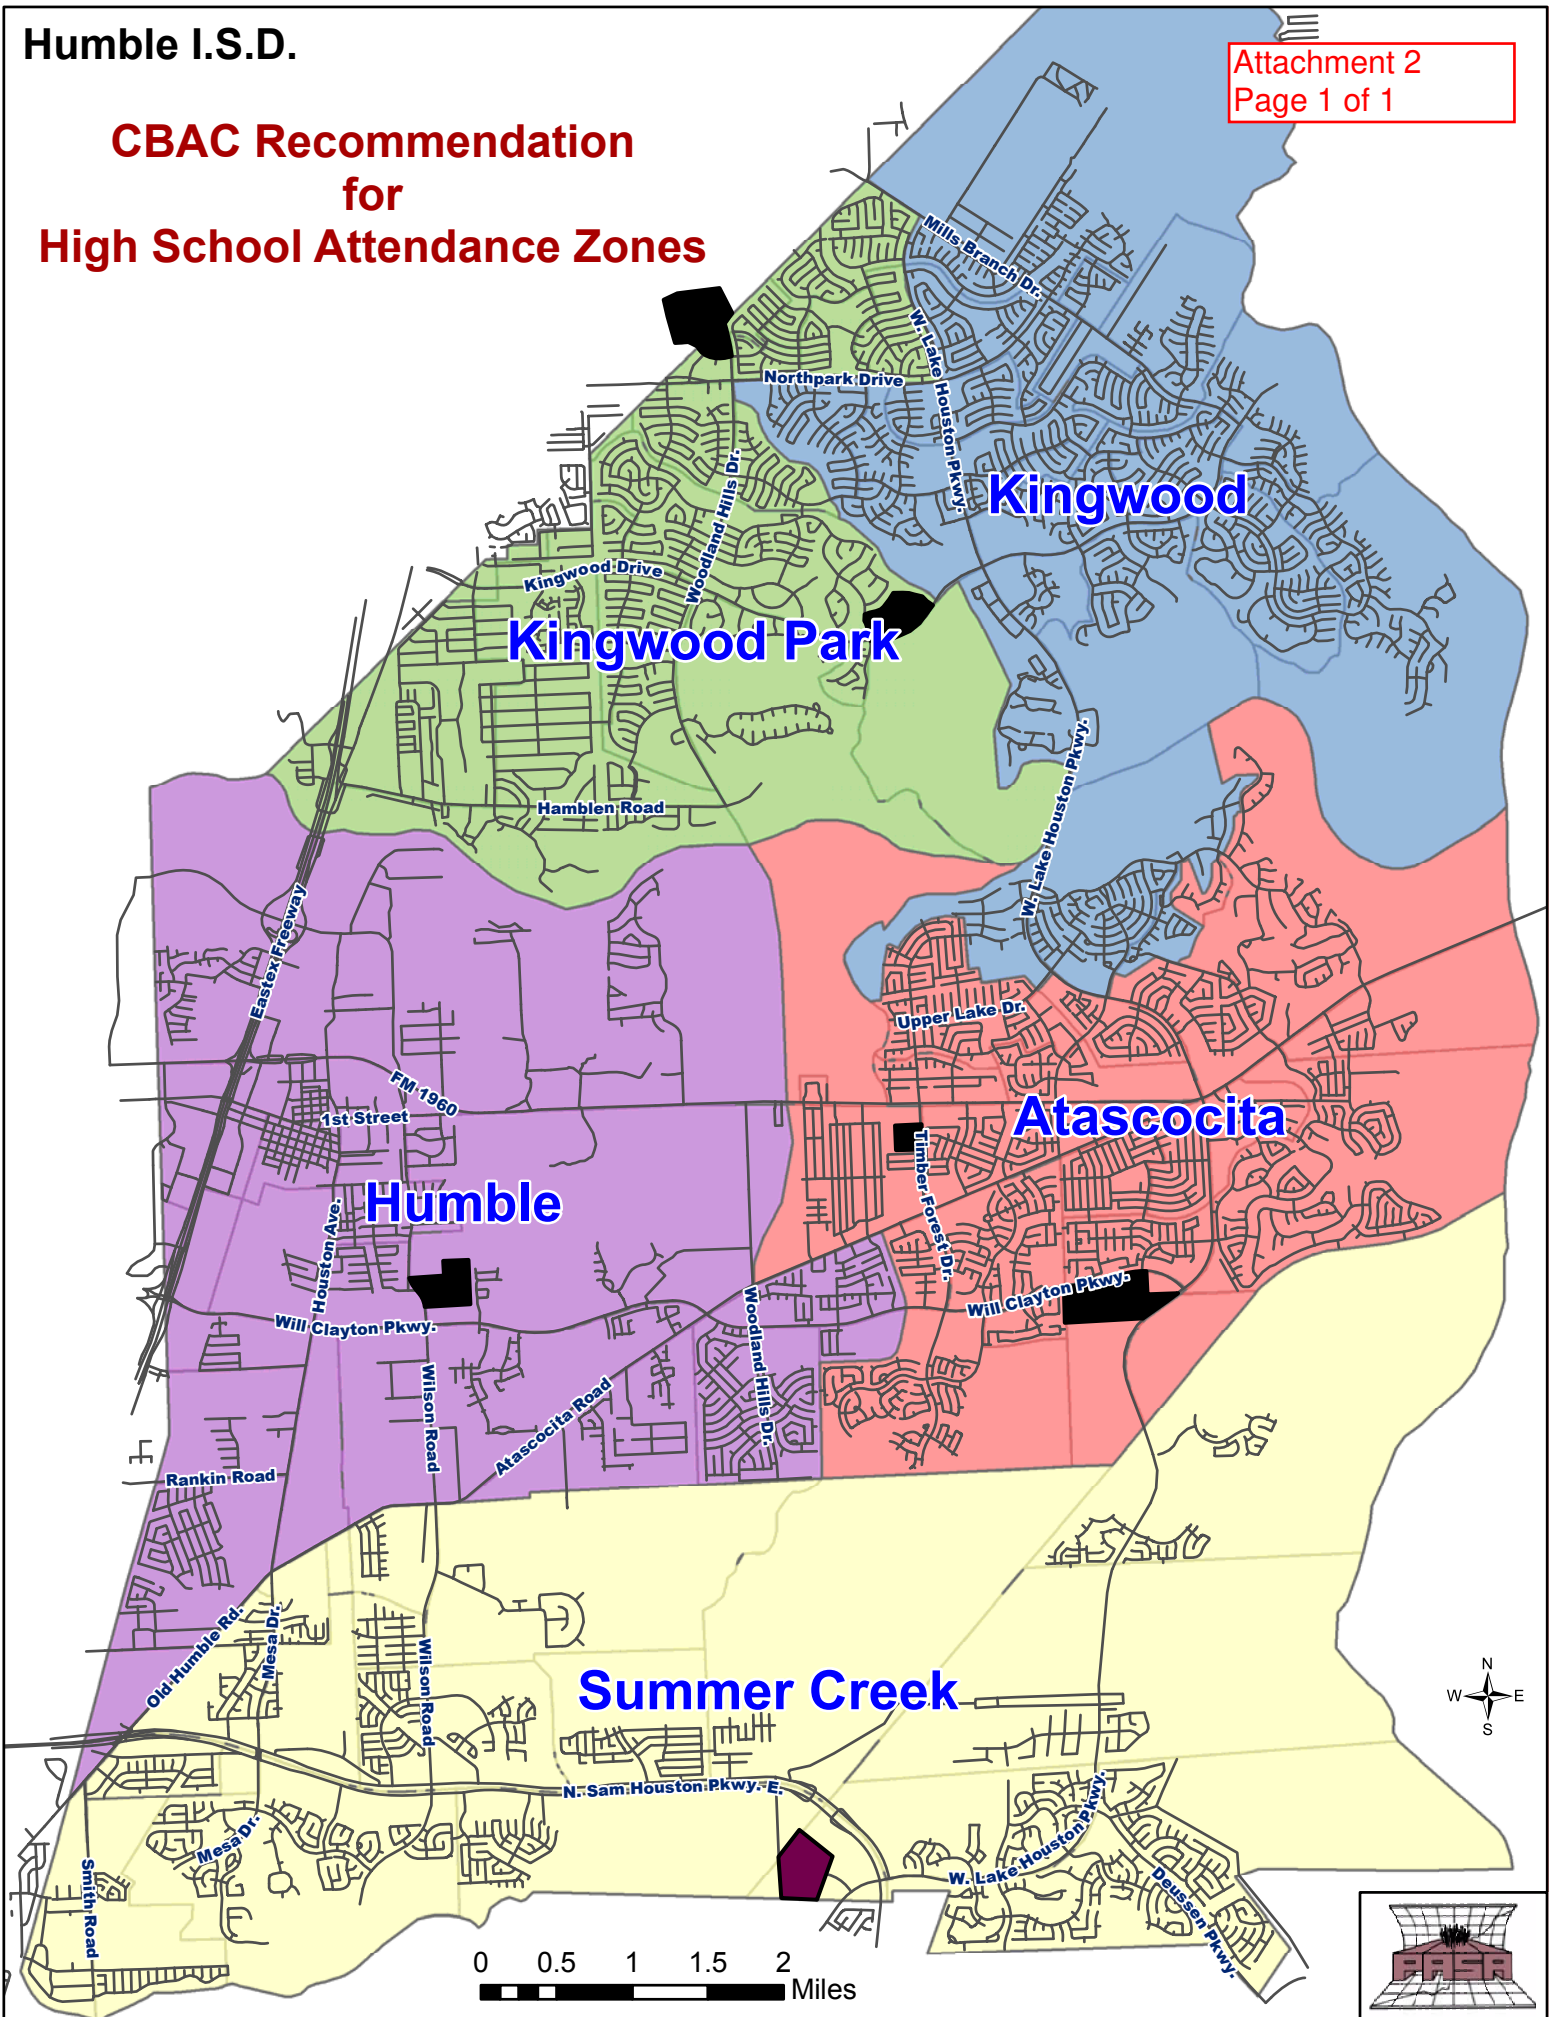 Humble I.S.D.
Attachment 2
Page 1 of 1
CBAC Recommendation
for
High School Attendance Zones
Mills Branch Dr.
W. Lake Houston Pkwy.
Northpark Drive
Kingwood
Woodland Hills Dr.
Kingwood Drive
Kingwood Park
W. Lake Houston Pkwy.
Hamblen Road
Eastex Freeway
Upper Lake Dr.
FM 1960
1st Street
Atascocita
Timber Forest Dr.
Humble
Houston Ave.
Will Clayton Pkwy.
Will Clayton Pkwy.
Woodland Hills Dr.
Wilson Road
Atascocita Road
Rankin Road
Old Humble Rd.
Mesa Dr.
Wilson Road
Summer Creek
N
W E
S
N. Sam Houston Pkwy. E.
Mesa Dr.
W. Lake Houston Pkwy.
Smith Road
Deussen Pkwy.
0 0.5 1 1.5 2
Miles
PASA